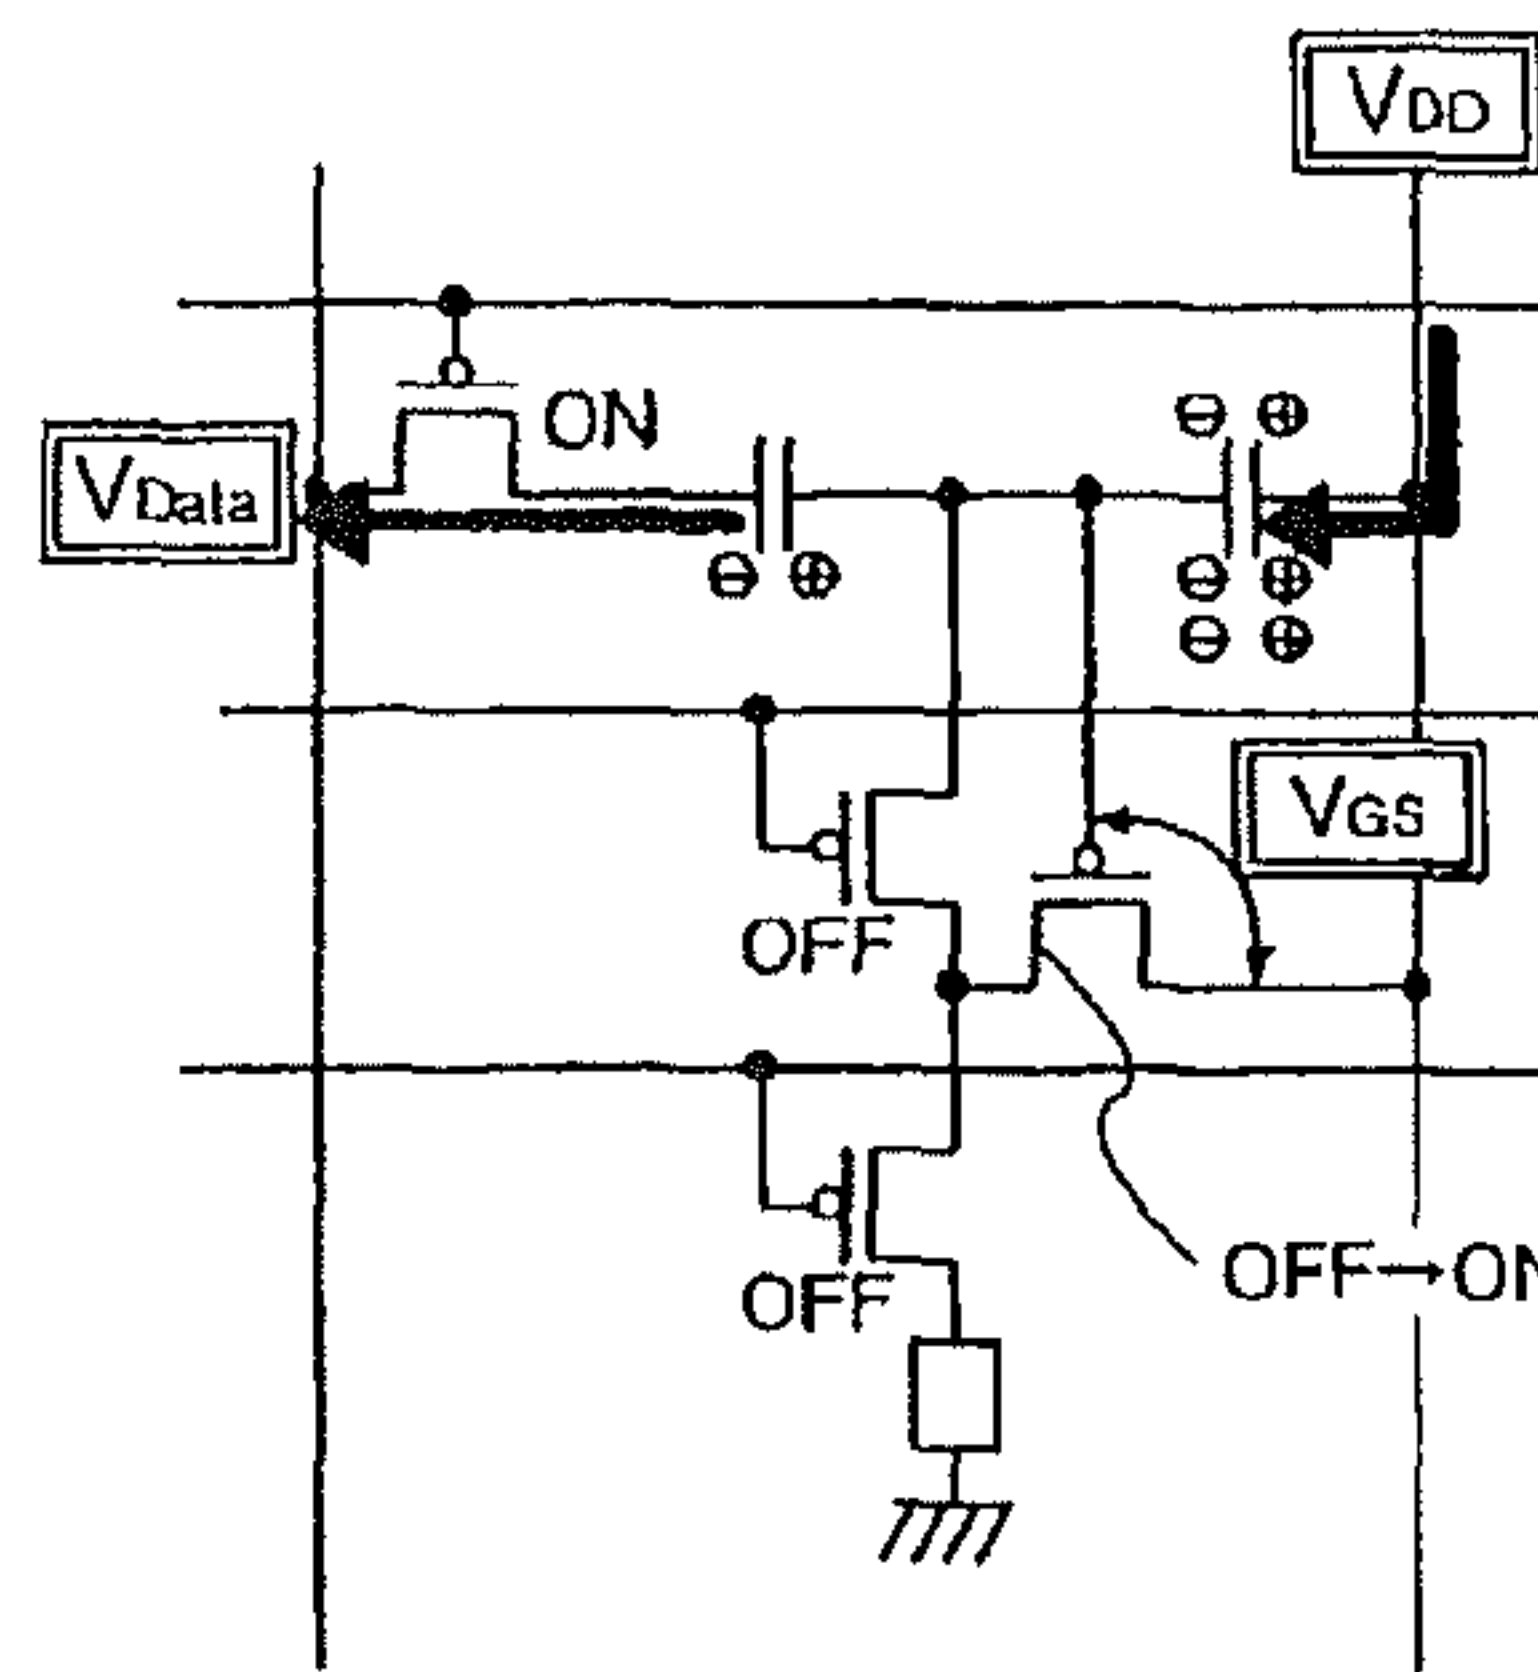 VDD
ON
VData
⊖ ⊕
⊖ ⊕
⊖ ⊕
⊖ ⊕
VGS
OFF
OFF→ON
OFF